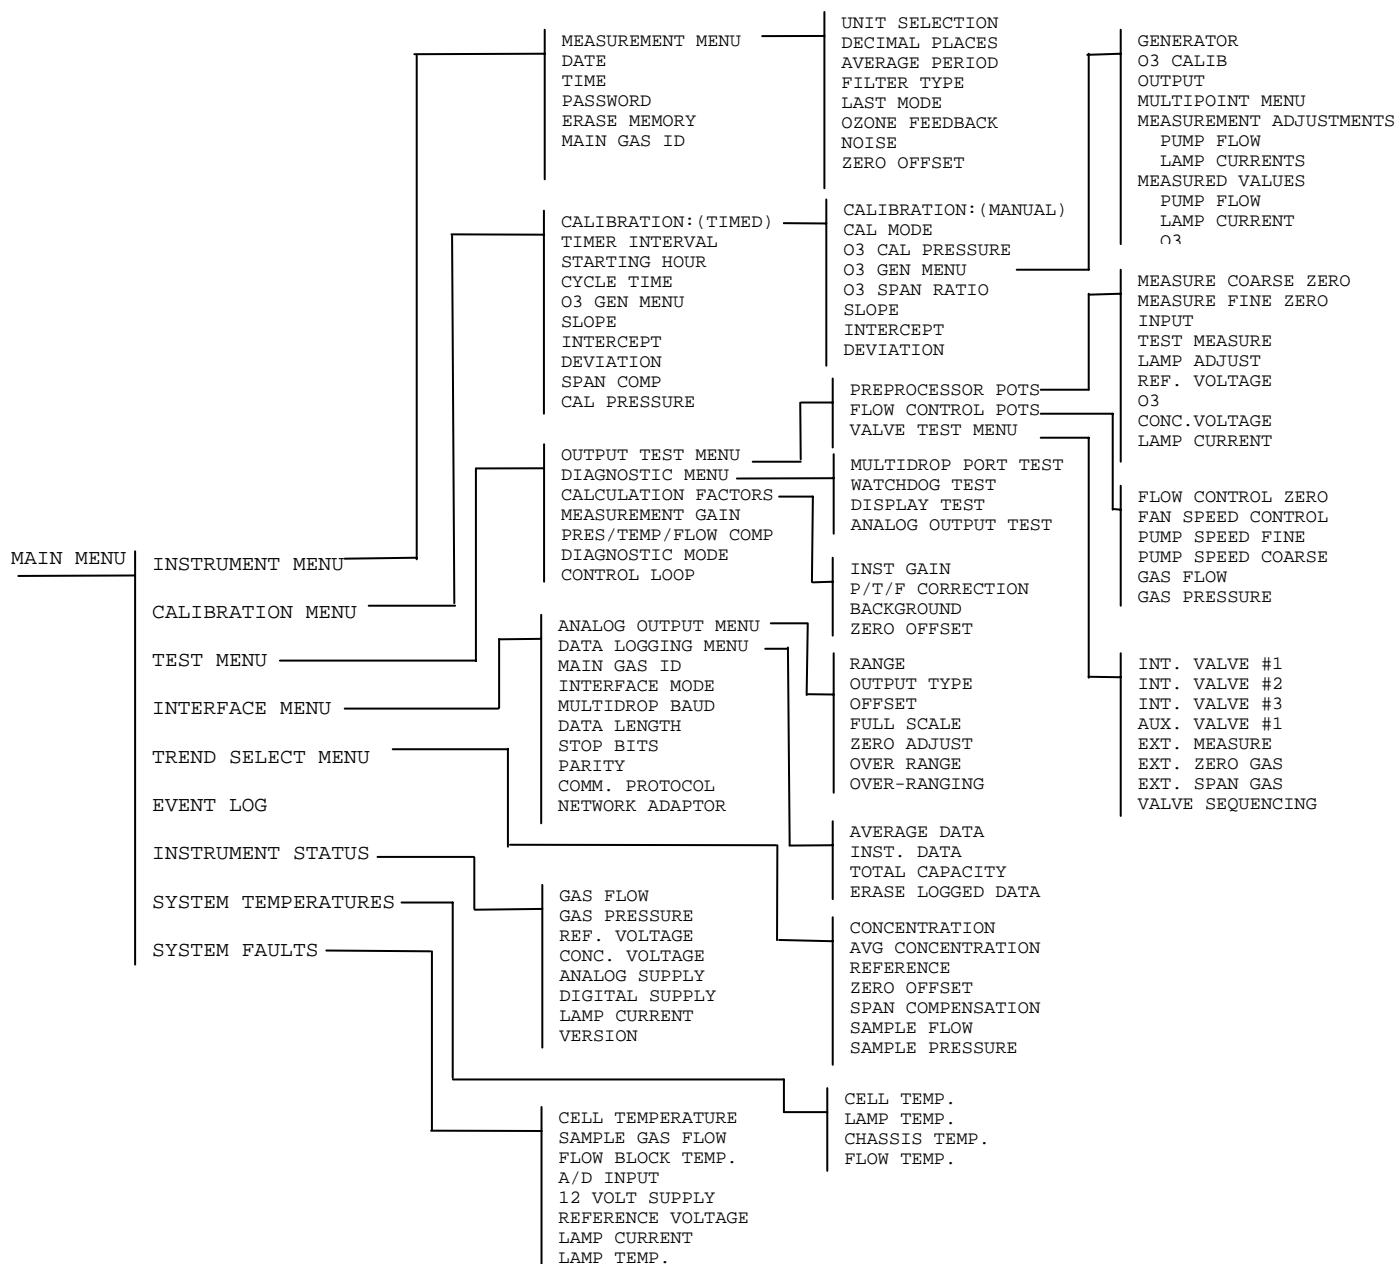 MAIN MENU
INSTRUMENT MENU
CALIBRATION MENU
TEST MENU
INTERFACE MENU
TREND SELECT MENU
EVENT LOG
INSTRUMENT STATUS
SYSTEM TEMPERATURES
SYSTEM FAULTS
MEASUREMENT MENU
DATE
TIME
PASSWORD
ERASE MEMORY
MAIN GAS ID
CALIBRATION:(TIMED)
TIMER INTERVAL
STARTING HOUR
CYCLE TIME
O3 GEN MENU
SLOPE
INTERCEPT
DEVIATION
SPAN COMP
CAL PRESSURE
OUTPUT TEST MENU
DIAGNOSTIC MENU
CALCULATION FACTORS
MEASUREMENT GAIN
PRES/TEMP/FLOW COMP
DIAGNOSTIC MODE
CONTROL LOOP
ANALOG OUTPUT MENU
DATA LOGGING MENU
MAIN GAS ID
INTERFACE MODE
MULTIDROP BAUD
DATA LENGTH
STOP BITS
PARITY
COMM. PROTOCOL
NETWORK ADAPTOR
GAS FLOW
GAS PRESSURE
REF. VOLTAGE
CONC. VOLTAGE
ANALOG SUPPLY
DIGITAL SUPPLY
LAMP CURRENT
VERSION
CELL TEMPERATURE
SAMPLE GAS FLOW
FLOW BLOCK TEMP.
A/D INPUT
12 VOLT SUPPLY
REFERENCE VOLTAGE
LAMP CURRENT
LAMP TEMP.
UNIT SELECTION
DECIMAL PLACES
AVERAGE PERIOD
FILTER TYPE
LAST MODE
OZONE FEEDBACK
NOISE
ZERO OFFSET
CALIBRATION:(MANUAL)
CAL MODE
O3 CAL PRESSURE
O3 GEN MENU
O3 SPAN RATIO
SLOPE
INTERCEPT
DEVIATION
PREPROCESSOR POTS
FLOW CONTROL POTS
VALVE TEST MENU
MULTIDROP PORT TEST
WATCHDOG TEST
DISPLAY TEST
ANALOG OUTPUT TEST
INST GAIN
P/T/F CORRECTION
BACKGROUND
ZERO OFFSET
RANGE
OUTPUT TYPE
OFFSET
FULL SCALE
ZERO ADJUST
OVER RANGE
OVER-RANGING
AVERAGE DATA
INST. DATA
TOTAL CAPACITY
ERASE LOGGED DATA
CONCENTRATION
AVG CONCENTRATION
REFERENCE
ZERO OFFSET
SPAN COMPENSATION
SAMPLE FLOW
SAMPLE PRESSURE
CELL TEMP.
LAMP TEMP.
CHASSIS TEMP.
FLOW TEMP.
GENERATOR
O3 CALIB
OUTPUT
MULTIPOINT MENU
MEASUREMENT ADJUSTMENTS
PUMP FLOW
LAMP CURRENTS
MEASURED VALUES
PUMP FLOW
LAMP CURRENT
O3
MEASURE COARSE ZERO
MEASURE FINE ZERO
INPUT
TEST MEASURE
LAMP ADJUST
REF. VOLTAGE
O3
CONC.VOLTAGE
LAMP CURRENT
FLOW CONTROL ZERO
FAN SPEED CONTROL
PUMP SPEED FINE
PUMP SPEED COARSE
GAS FLOW
GAS PRESSURE
INT. VALVE #1
INT. VALVE #2
INT. VALVE #3
AUX. VALVE #1
EXT. MEASURE
EXT. ZERO GAS
EXT. SPAN GAS
VALVE SEQUENCING